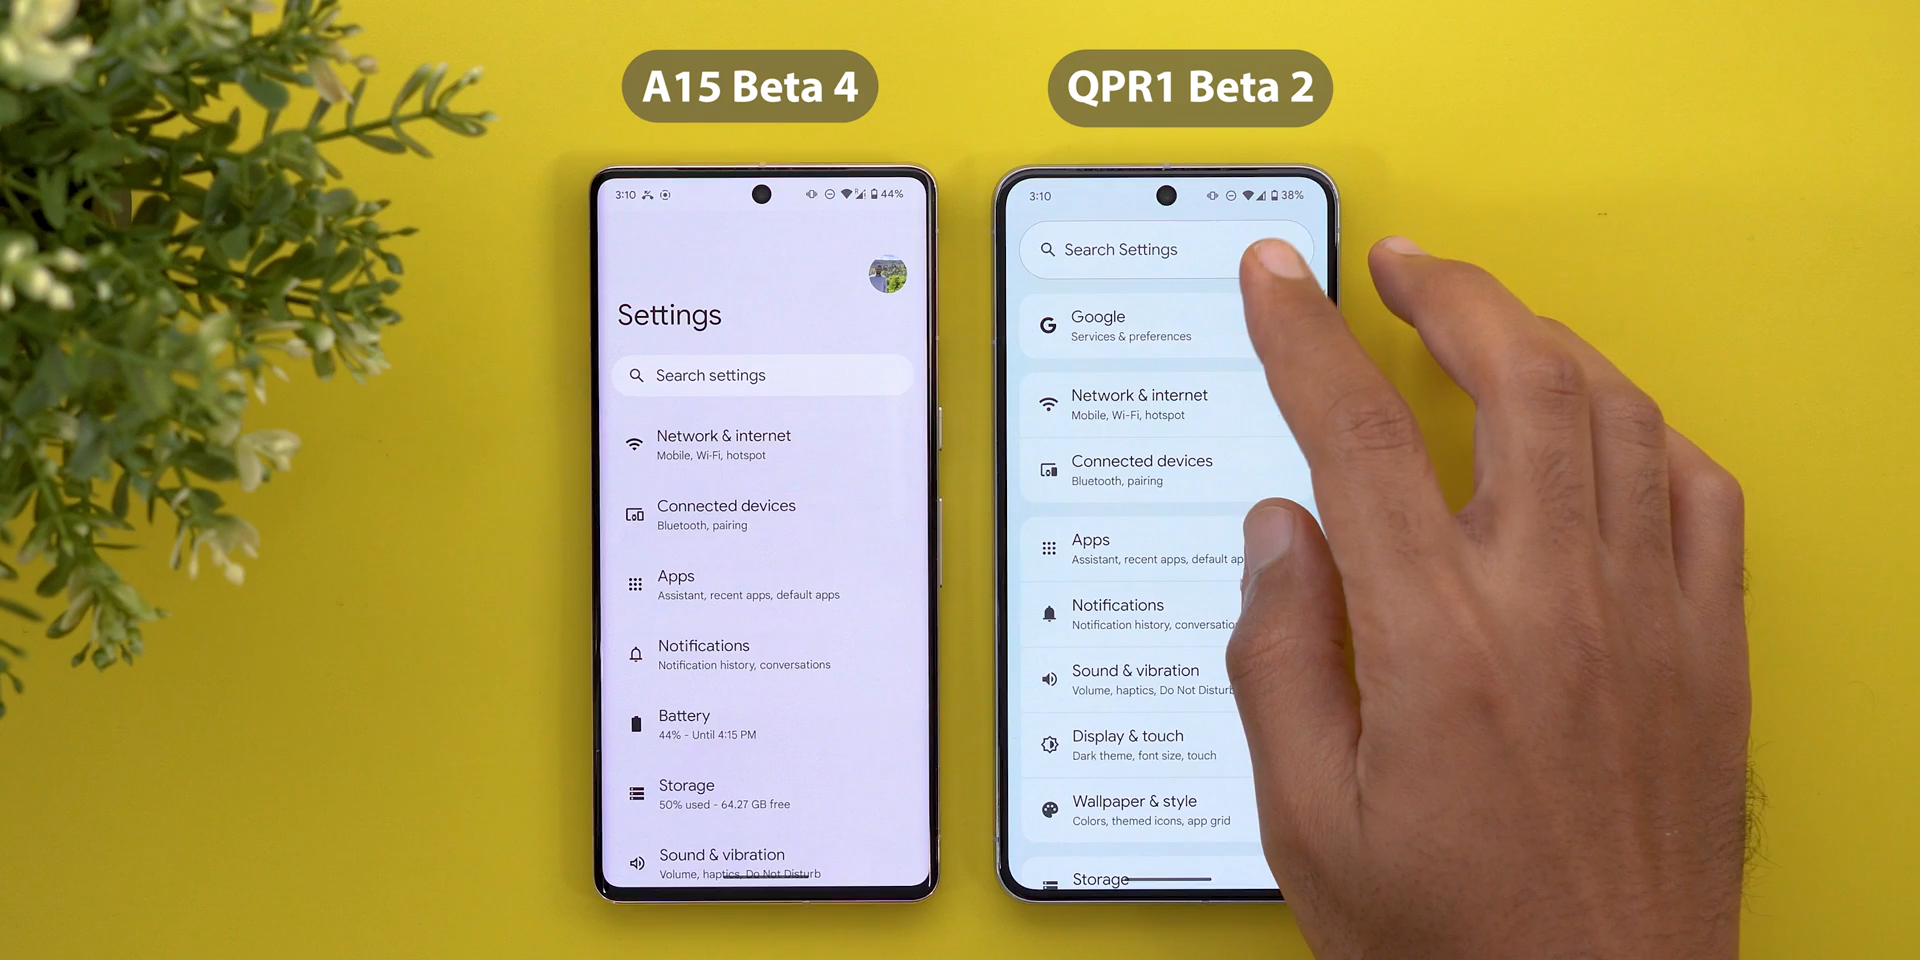 A15 Beta 4
3:10
44%
Settings
Search settings
Network & internet
Mobile, Wi-Fi, hotspot
Connected devices
Bluetooth, pairing
Apps
Assistant, recent apps, default apps
Notifications
Notification history, conversations
Battery
44% - Until 4:15 PM
Storage
50% used - 64.27 GB free
Sound & vibration
Volume, haptics, Do Not Disturb
QPR1 Beta 2
3:10
38%
Search Settings
Google
Services & preferences
Network & internet
Mobile, Wi-Fi, hotspot
Connected devices
Bluetooth, pairing
Apps
Assistant, recent apps, default ap
Notifications
Notification history, conversatio
Sound & vibration
Volume, haptics, Do Not Disturb
Display & touch
Dark theme, font size, touch
Wallpaper & style
Colors, themed icons, app grid
Storage